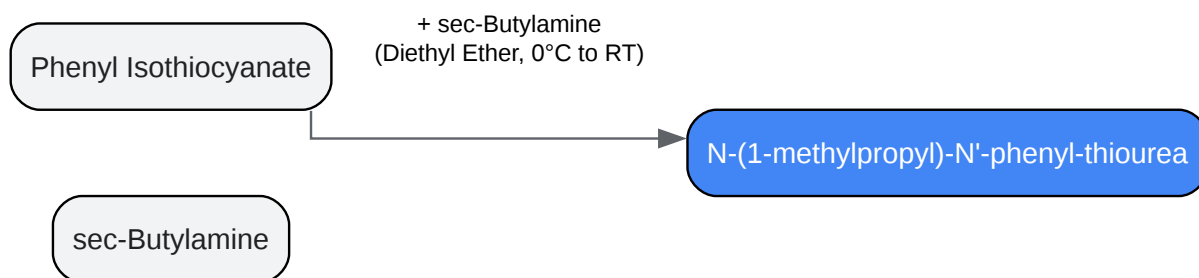 + sec-Butylamine
(Diethyl Ether, 0°C to RT)
Phenyl Isothiocyanate
N-(1-methylpropyl)-N'-phenyl-thiourea
sec-Butylamine